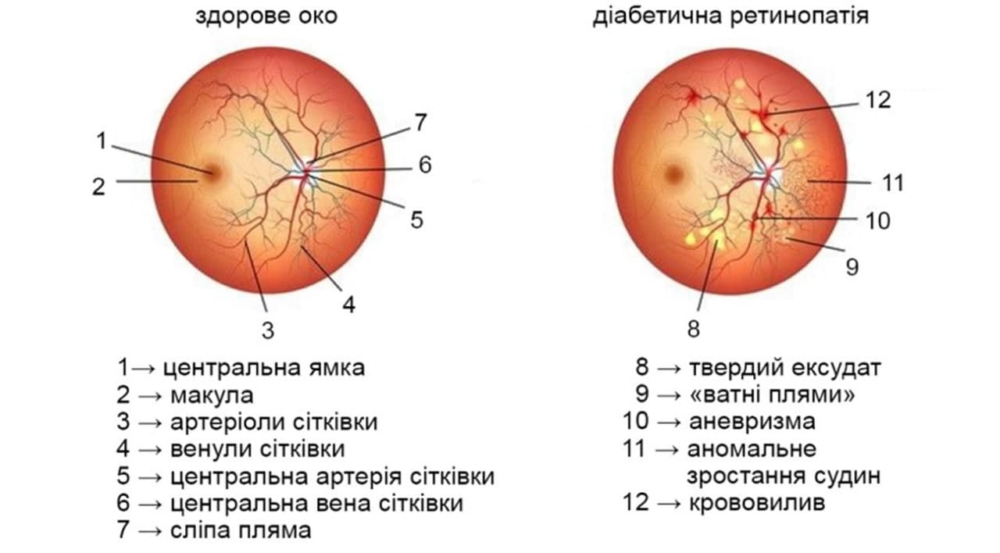 здорове око
діабетична ретинопатія
1
2
3
4
5
6
7
8
9
10
11
12
1→ центральна ямка
2 → макула
3 → артеріоли сітківки
4 → венули сітківки
5 → центральна артерія сітківки
6 → центральна вена сітківки
7 → сліпа пляма
8 → твердий ексудат
9 → «ватні плями»
10 → аневризма
11 → аномальне
зростання судин
12 → крововилив